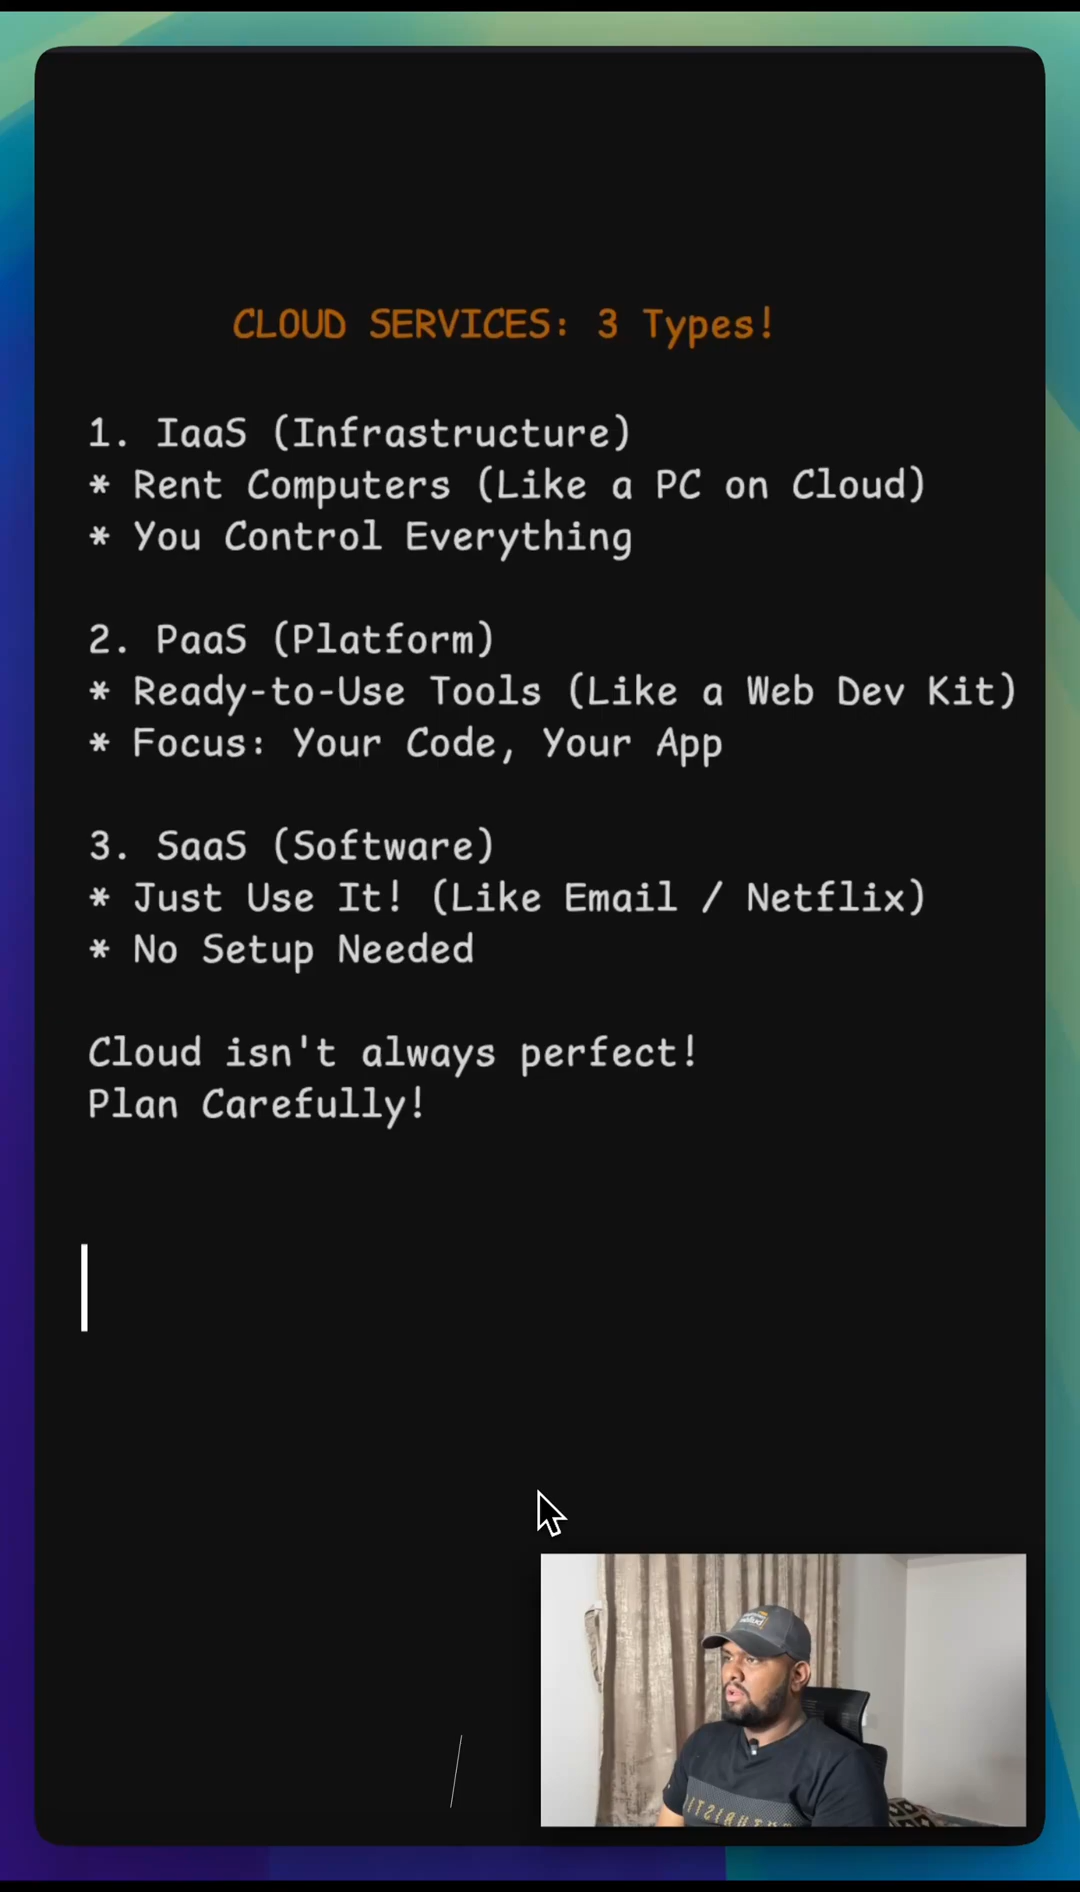 CLOUD SERVICES: 3 Types!
1. IaaS (Infrastructure)
* Rent Computers (Like a PC on Cloud)
* You Control Everything
2. PaaS (Platform)
* Ready-to-Use Tools (Like a Web Dev Kit)
* Focus: Your Code, Your App
3. SaaS (Software)
* Just Use It! (Like Email / Netflix)
* No Setup Needed
Cloud isn't always perfect!
Plan Carefully!